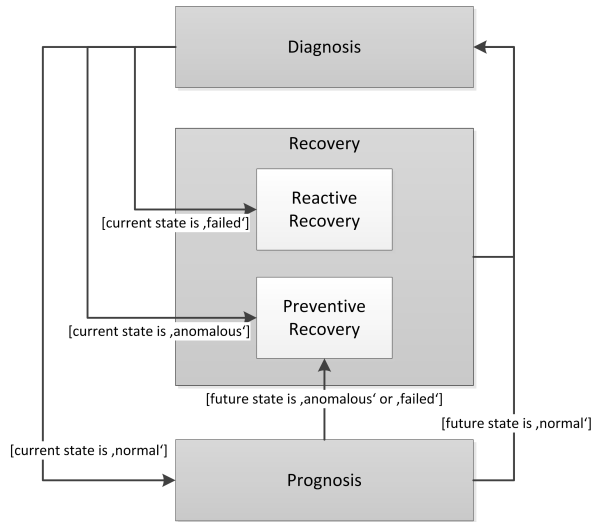 Diagnosis
Recovery
Reactive
Recovery
[current state is ‚failed‘]
Preventive
Recovery
[current state is ‚anomalous‘]
[future state is ‚anomalous‘ or ‚failed‘]
[future state is ‚normal‘]
[current state is ‚normal‘]
Prognosis